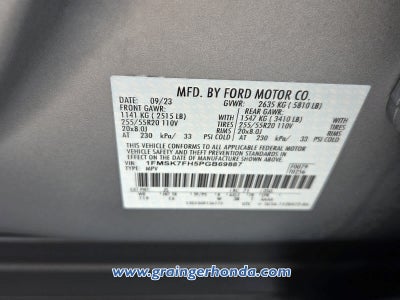 MFD. BY FORD MOTOR CO.
DATE: 09/23 GVWR: 2635 KG ( 5810 LB)
FRONT GAWR: REAR GAWR:
1141 KG ( 2515 LB) WITH 1547 KG ( 3410 LB) WITH
255/55R20 110V TIRES 255/55R20 110V TIRES
20x8.0J RIMS 20x8.0J RIMS
AT 230 kPa/ 33 PSI COLD AT 230 kPa/ 33 PSI COLD
THIS VEHICLE CONFORMS TO ALL APPLICABLE FEDERAL MOTOR
VEHICLE SAFETY AND THEFT PREVENTION STANDARDS IN
EFFECT ON THE DATE OF MANUFACTURE SHOWN ABOVE.
VIN: 1FMSK7FH5PGB69887 F0079
TYPE: MPV
www.graingerhonda.com